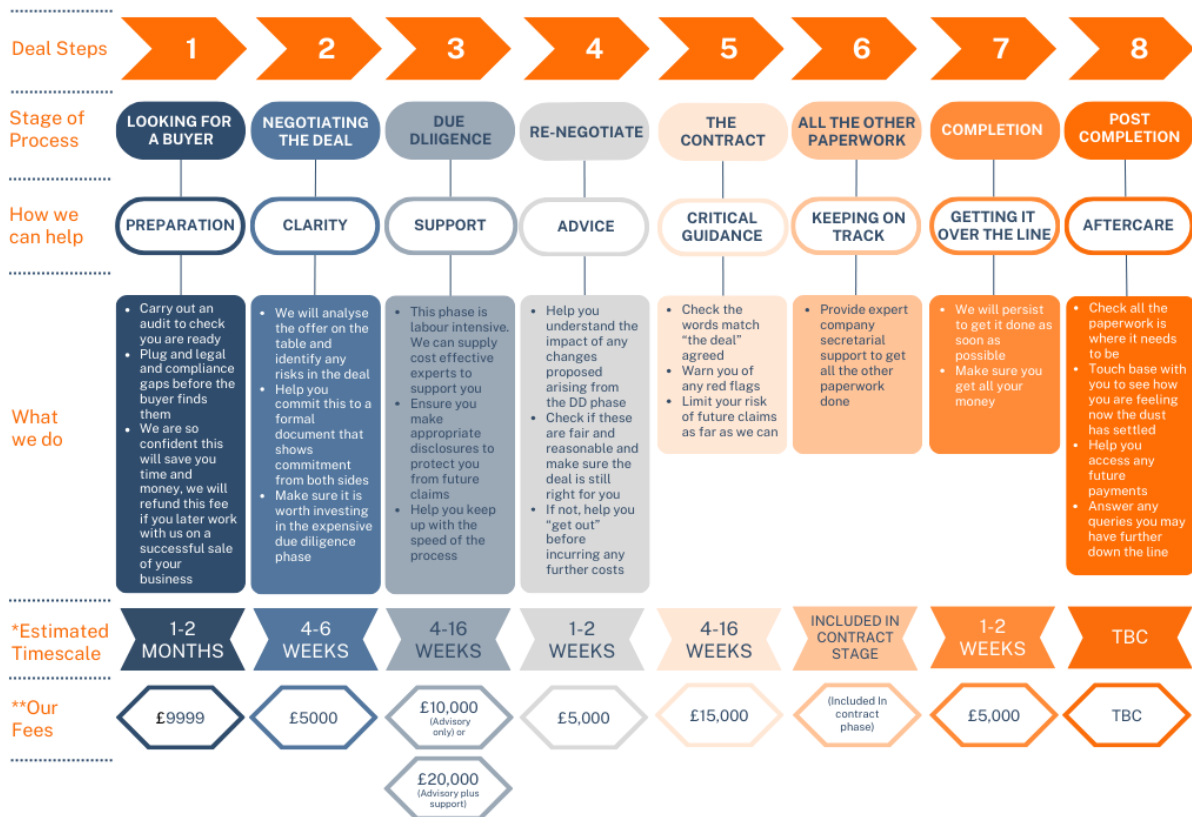 Deal Steps
1
2
3
4
5
6
7
8
Stage of
Process
LOOKING FOR
A BUYER
NEGOTIATING
THE DEAL
DUE
DLIIGENCE
RE-NEGOTIATE
THE
CONTRACT
ALL THE OTHER
PAPERWORK
COMPLETION
POST
COMPLETION
How we
can help
PREPARATION
CLARITY
SUPPORT
ADVICE
CRITICAL
GUIDANCE
KEEPING ON
TRACK
GETTING IT
OVER THE LINE
AFTERCARE
What
we do
• Carry out an
audit to check
you are ready
• Plug and legal
and compliance
gaps before the
buyer finds
them
• We are so
confident this
will save you
time and
money, we will
refund this fee
if you later work
with us on a
successful sale
of your
business
• We will analyse
the offer on the
table and
identify any
risks in the deal
• Help you
commit this to a
formal
document that
shows
commitment
from both sides
• Make sure it is
worth investing
in the expensive
due diligence
phase
• This phase is
labour intensive.
We can supply
cost effective
experts to
support you
• Ensure you
make
appropriate
disclosures to
protect you
from future
claims
• Help you keep
up with the
speed of the
process
• Help you
understand the
impact of any
changes
proposed
arising from
the DD phase
• Check if these
are fair and
reasonable and
make sure the
deal is still
right for you
• If not, help you
“get out”
before
incurring any
further costs
• Check the
words match
“the deal”
agreed
• Warn you of
any red flags
• Limit your risk
of future claims
as far as we can
• Provide expert
company
secretarial
support to get
all the other
paperwork
done
• We will persist
to get it done as
soon as
possible
• Make sure you
get all your
money
• Check all the
paperwork is
where it needs
to be
• Touch base with
you to see how
you are feeling
now the dust
has settled
• Help you
access any
future
payments
• Answer any
queries you may
have further
down the line
*Estimated
Timescale
1-2
MONTHS
4-6
WEEKS
4-16
WEEKS
1-2
WEEKS
4-16
WEEKS
INCLUDED IN
CONTRACT
STAGE
1-2
WEEKS
TBC
**Our
Fees
£9999
£5000
£10,000
(Advisory
only) or
£20,000
(Advisory plus
support)
£5,000
£15,000
(Included In
contract
phase)
£5,000
TBC